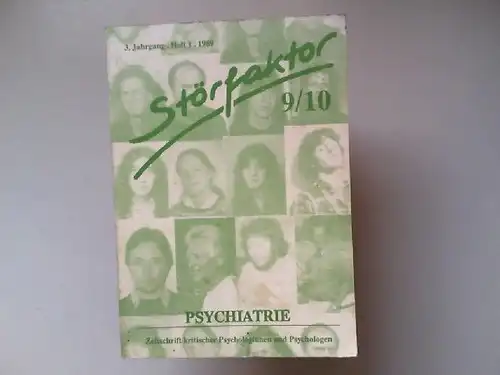 3. Jahrgang . Heft 1 . 1989
Störfaktor
9/10
PSYCHIATRIE
Zeitschrift kritischer Psychologinnen und Psychologen